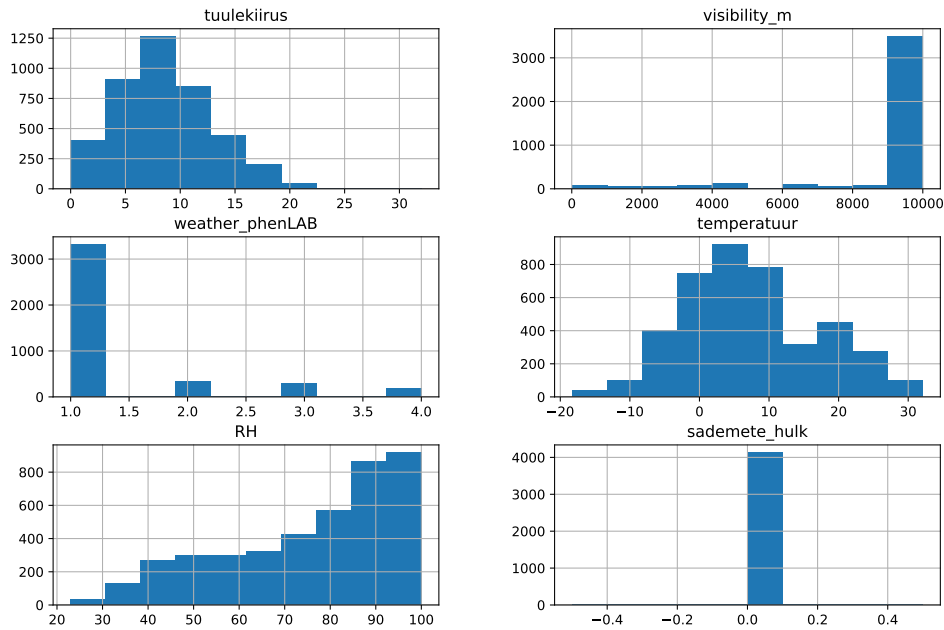 tuulekiirus
1250
1000
750
500
250
0
0 5 10 15 20 25 30
visibility_m
3000
2000
1000
0
0 2000 4000 6000 8000 10000
weather_phenLAB
3000
2000
1000
0
1.0 1.5 2.0 2.5 3.0 3.5 4.0
temperatuur
800
600
400
200
0
−20 −10 0 10 20 30
RH
800
600
400
200
0
20 30 40 50 60 70 80 90 100
sademete_hulk
4000
3000
2000
1000
0
−0.4 −0.2 0.0 0.2 0.4